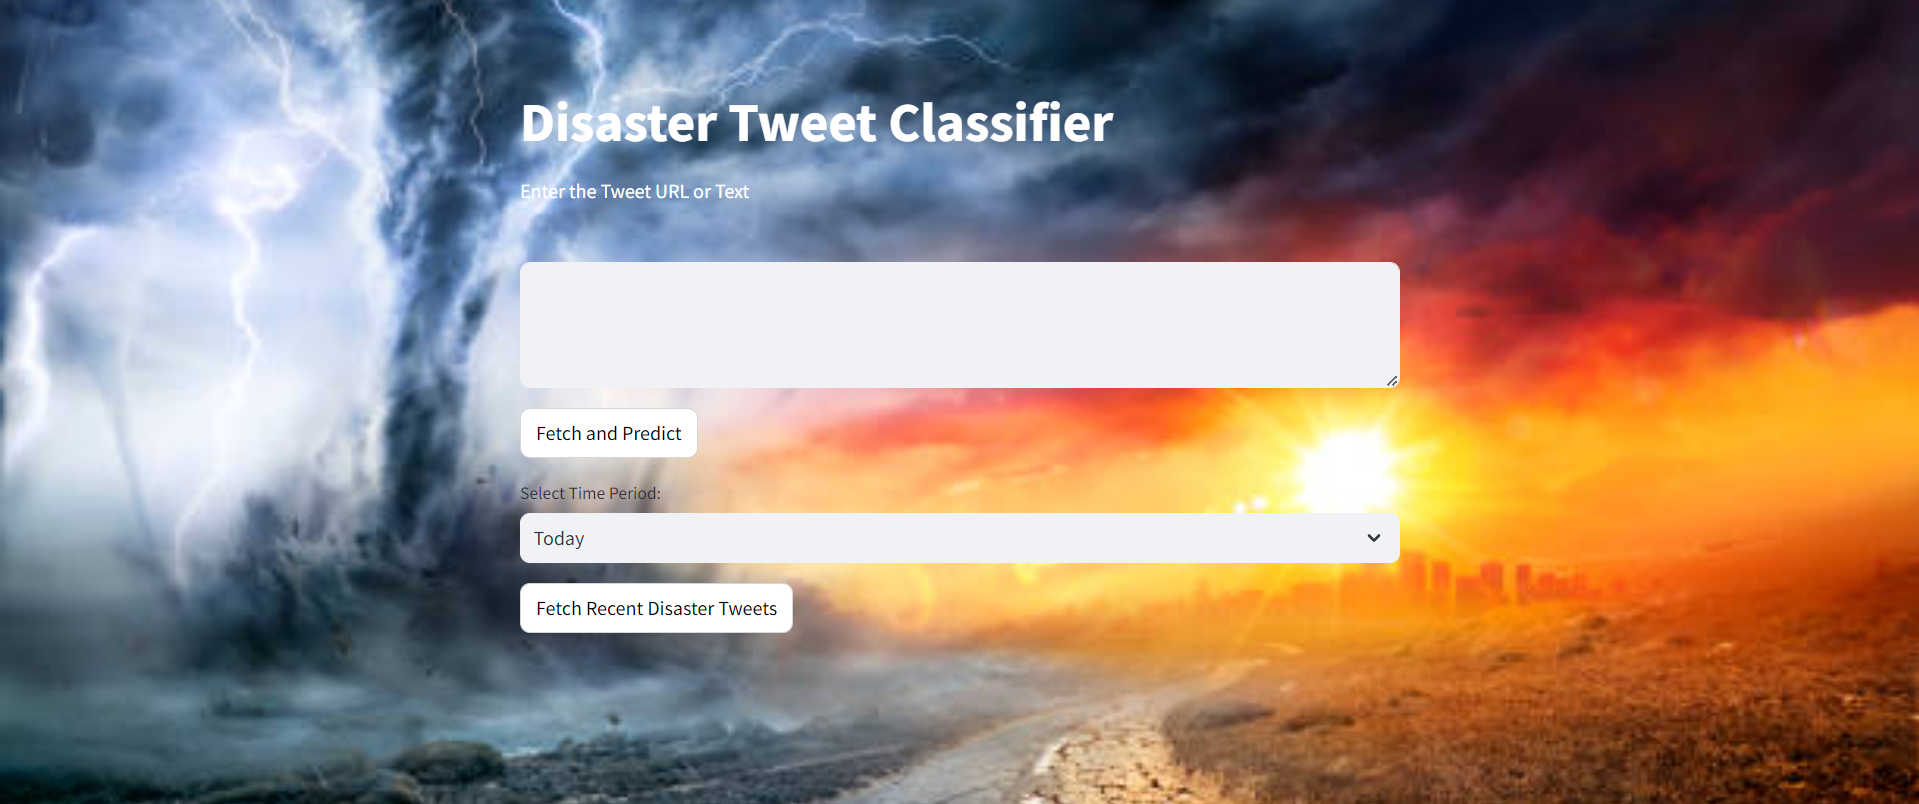 Disaster Tweet Classifier
Enter the Tweet URL or Text
Fetch and Predict
Select Time Period:
Today
Fetch Recent Disaster Tweets